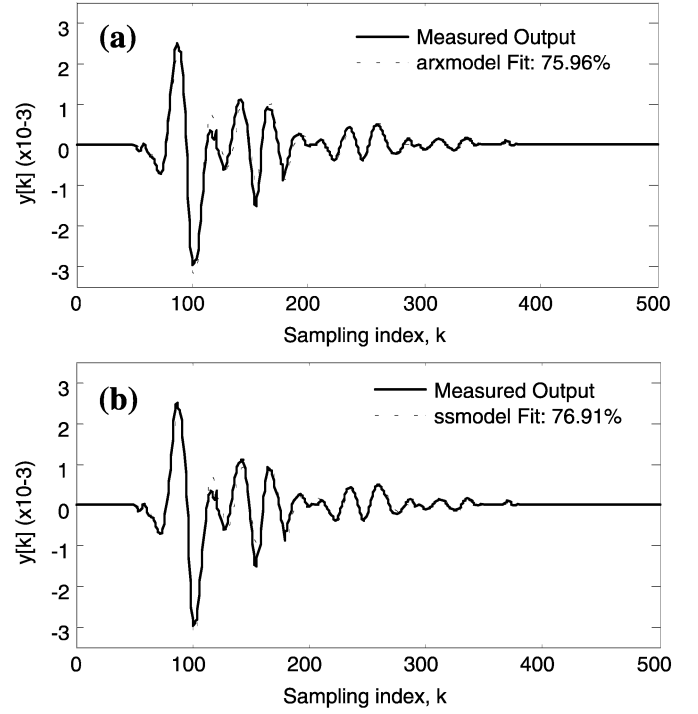 (a)
Measured Output
arxmodel Fit: 75.96%
3
2
1
0
-1
-2
-3
y[k] (x10-3)
0 100 200 300 400 500
Sampling index, k
(b)
Measured Output
ssmodel Fit: 76.91%
3
2
1
0
-1
-2
-3
y[k] (x10-3)
0 100 200 300 400 500
Sampling index, k